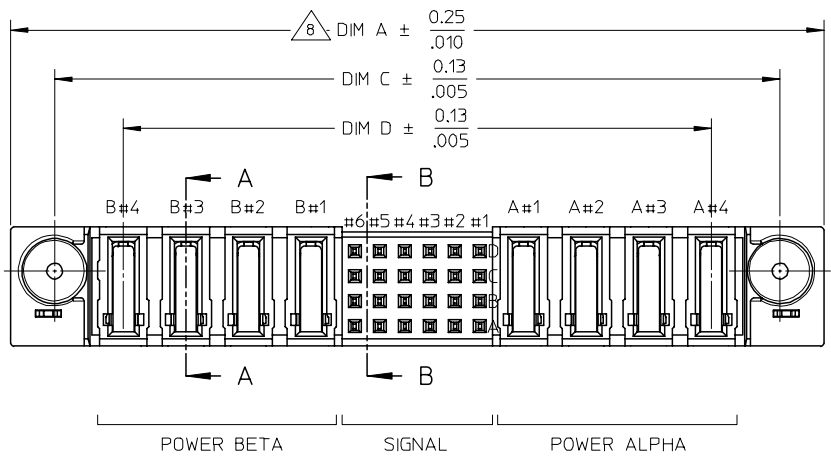 8 DIM A ± 0.25
.010
DIM C ± 0.13
.005
DIM D ± 0.13
.005
A B
B#4 B#3 B#2 B#1 #6 #5 #4 #3 #2 #1 A#1 A#2 A#3 A#4
D
C
B
A
A B
POWER BETA SIGNAL POWER ALPHA